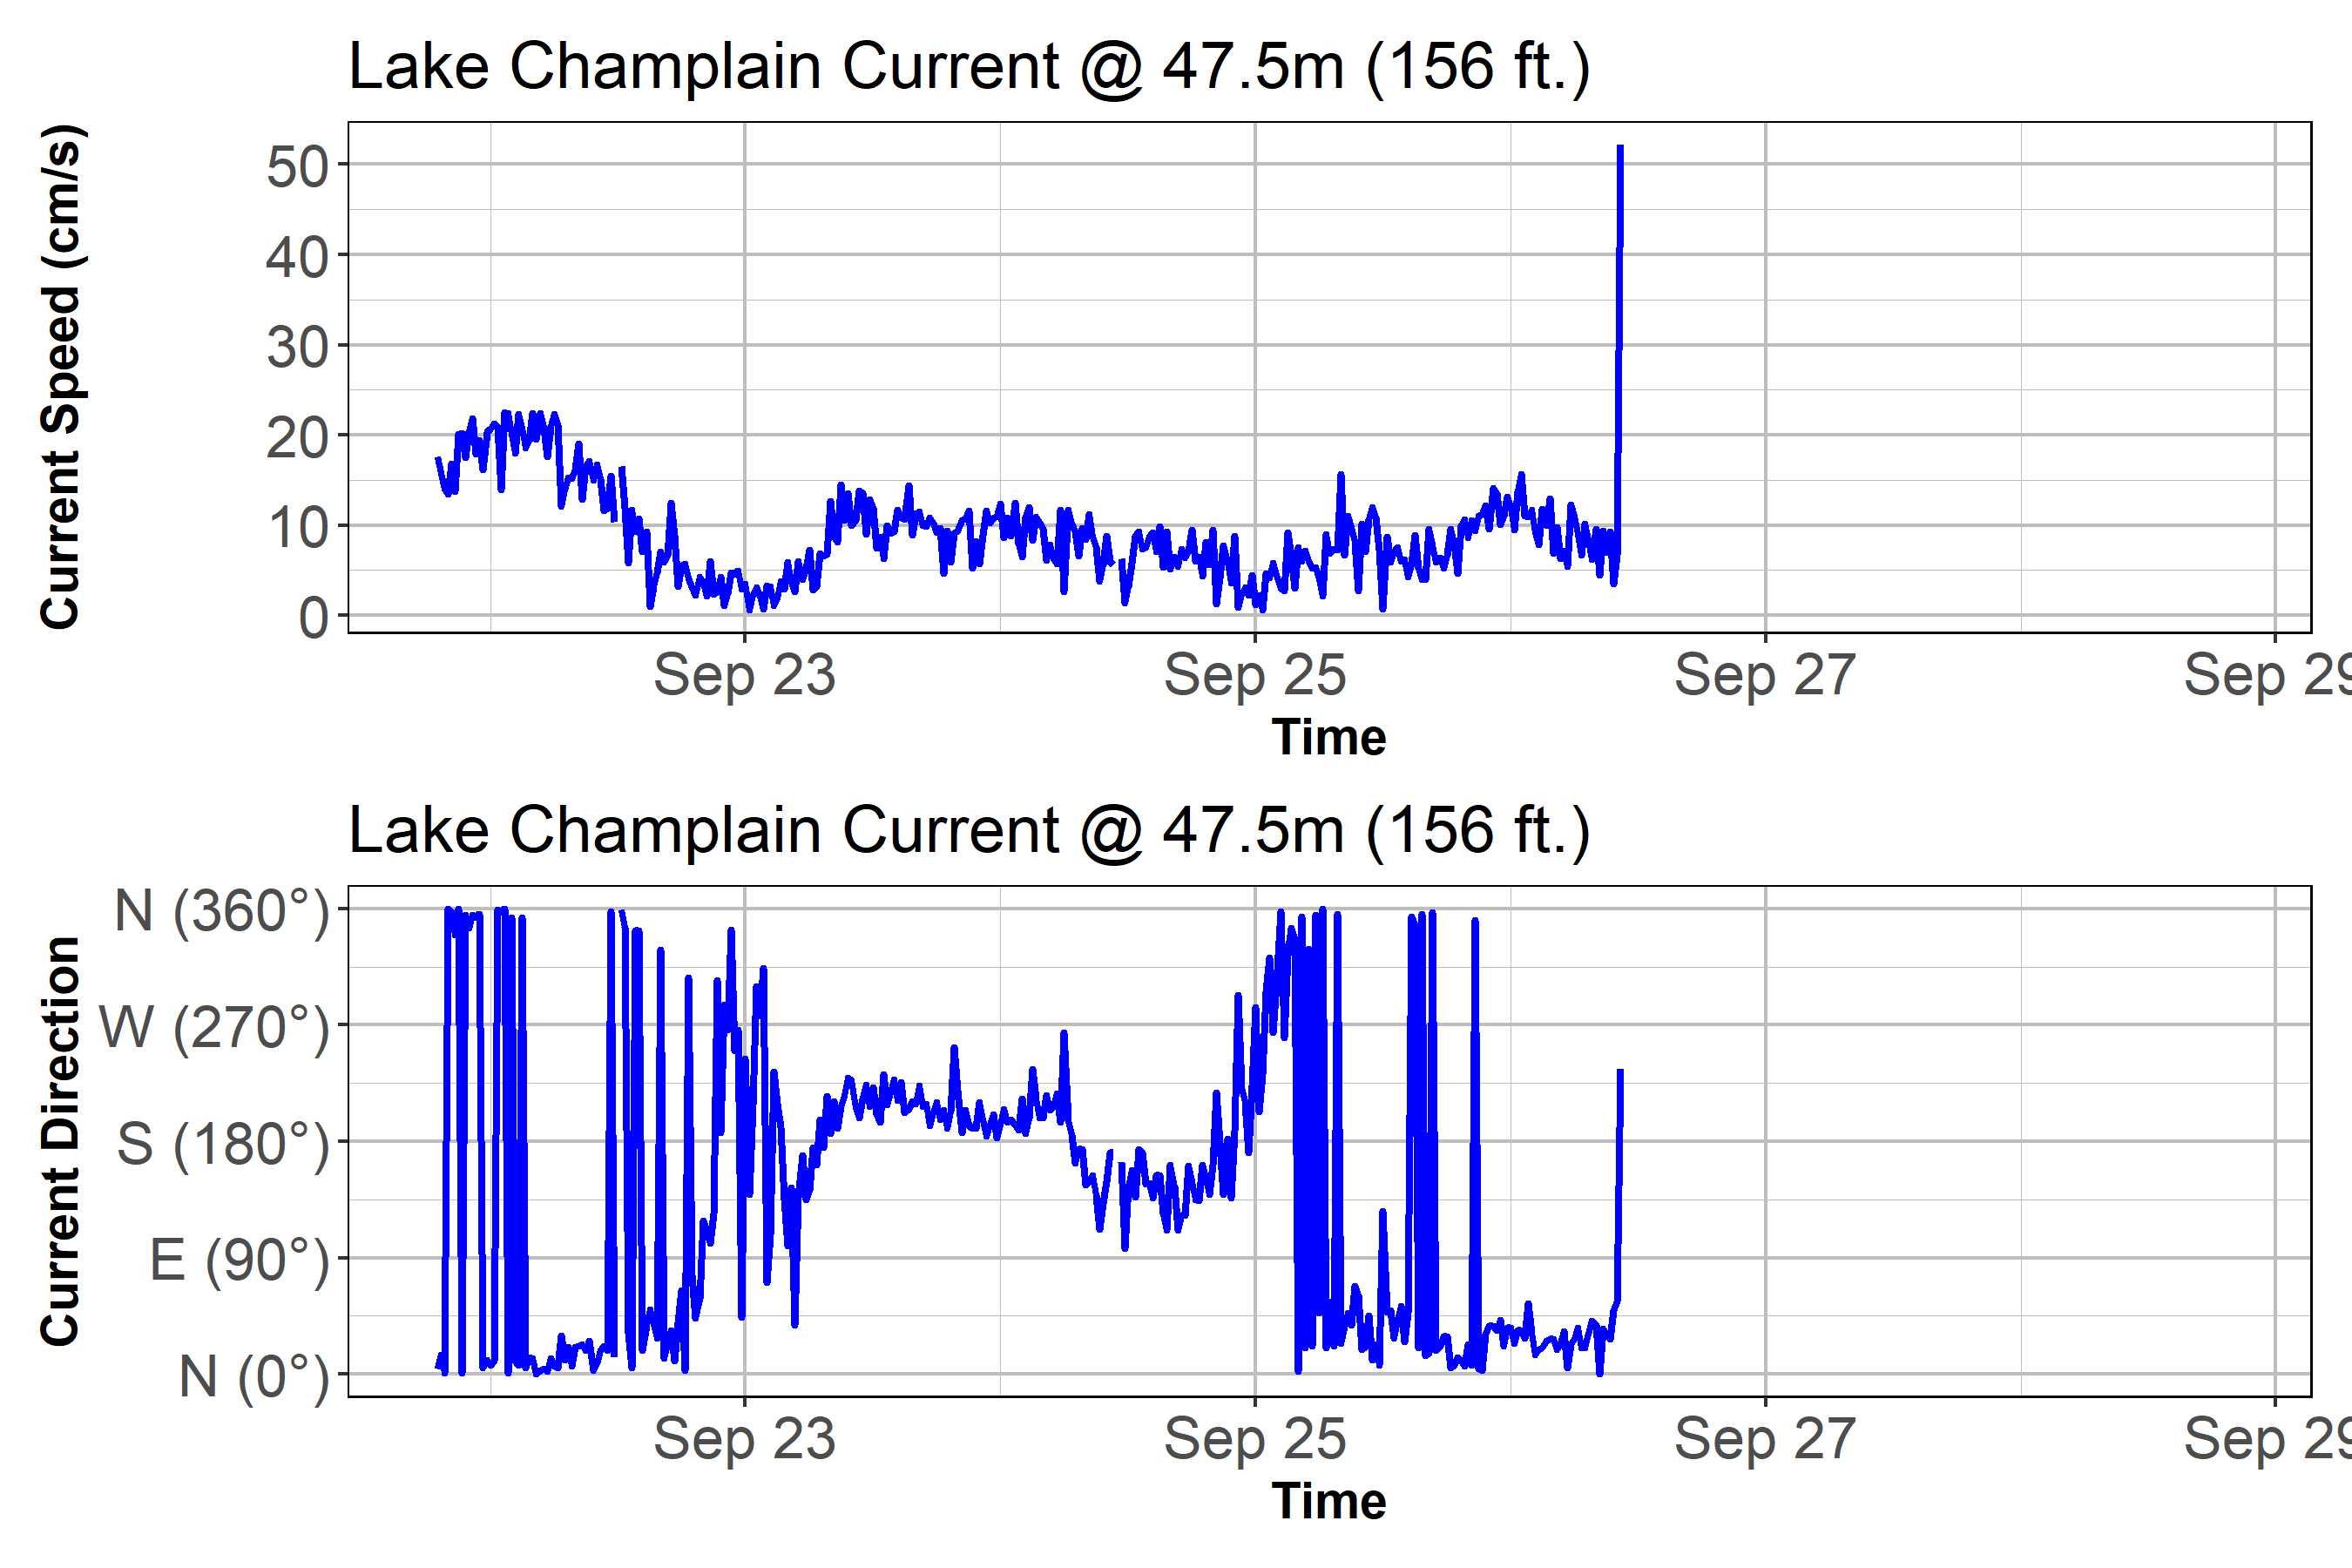 Lake Champlain Current @ 47.5m (156 ft.)
Current Speed (cm/s)
50
40
30
20
10
0
Sep 23 Sep 25 Sep 27 Sep 29
Time
Lake Champlain Current @ 47.5m (156 ft.)
Current Direction
N (360°)
W (270°)
S (180°)
E (90°)
N (0°)
Sep 23 Sep 25 Sep 27 Sep 29
Time